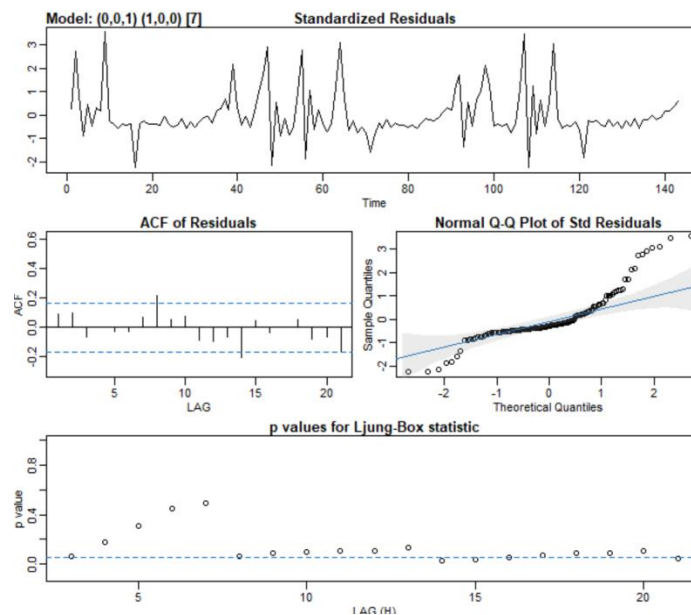 Model: (0,0,1) (1,0,0) [7] Standardized Residuals
3
2
1
0
-1
-2
0 20 40 60 80 100 120 140
Time
ACF of Residuals
ACF
0.6
0.4
0.2
0.0
-0.2
5 10 15 20
LAG
Normal Q-Q Plot of Std Residuals
Sample Quantiles
3
2
1
0
-1
-2
-2 -1 0 1 2
Theoretical Quantiles
p values for Ljung-Box statistic
p value
0.8
0.4
0.0
5 10 15 20
LAG (H)